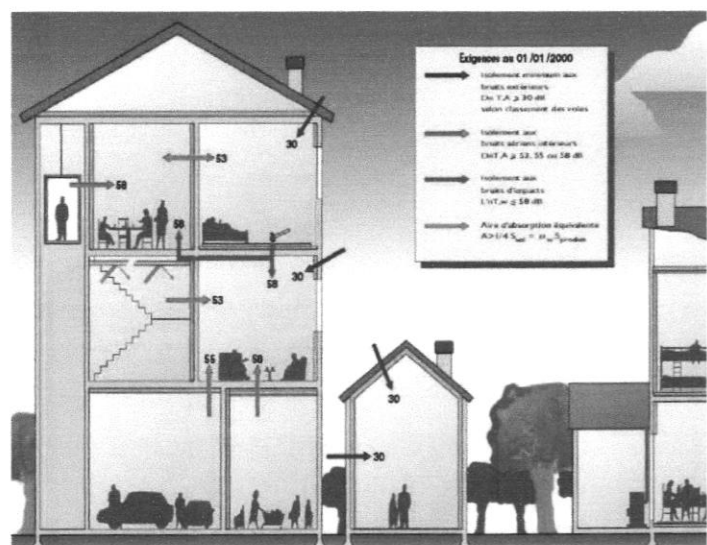 Exigences au 01/01/2000
Isolement minimum aux
bruits extérieurs
DnT,A ≥ 30 dB
selon classement des voies
Isolement aux
bruits aériens intérieurs
DnT,A ≥ 53, 55 ou 58 dB
Isolement aux
bruits d'impacts
L'nT,w ≤ 58 dB
Aire d'absorption équivalente
30
53
58
58
58
30
53
55
58
30
30